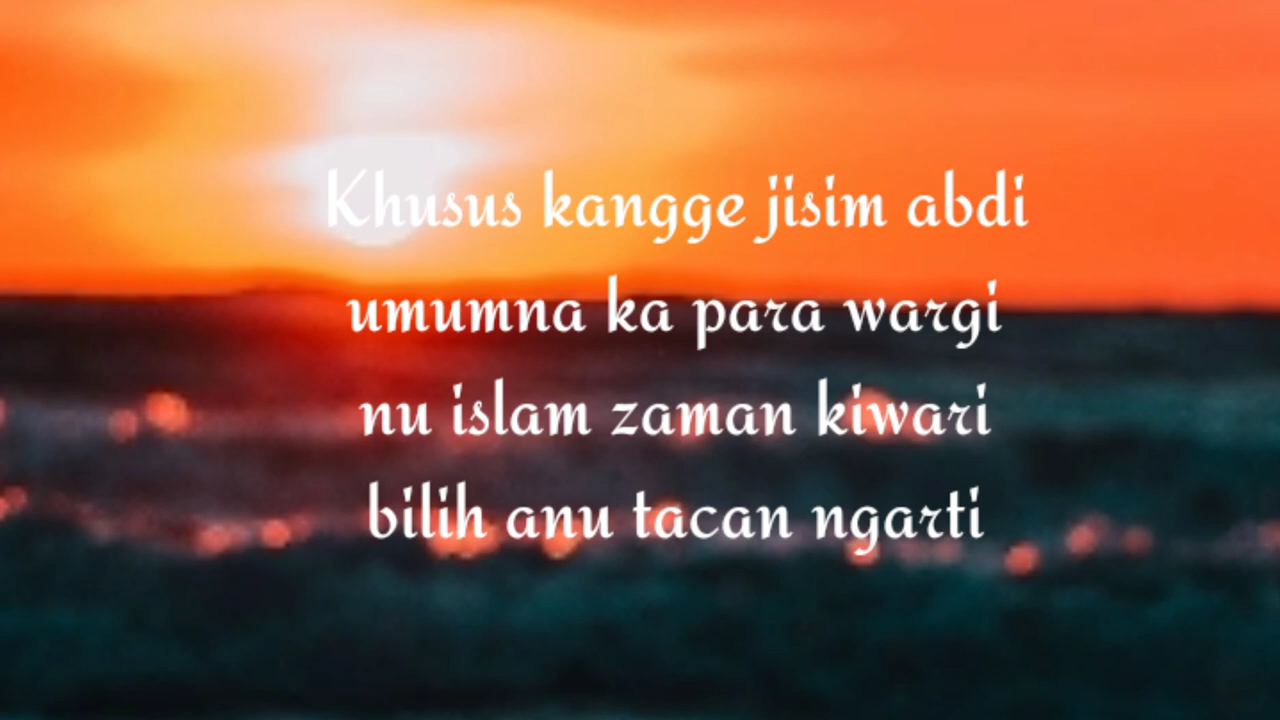 Khusus kangge jisim abdi
umumna ka para wargi
nu islam zaman kiwari
bilih anu tacan ngarti